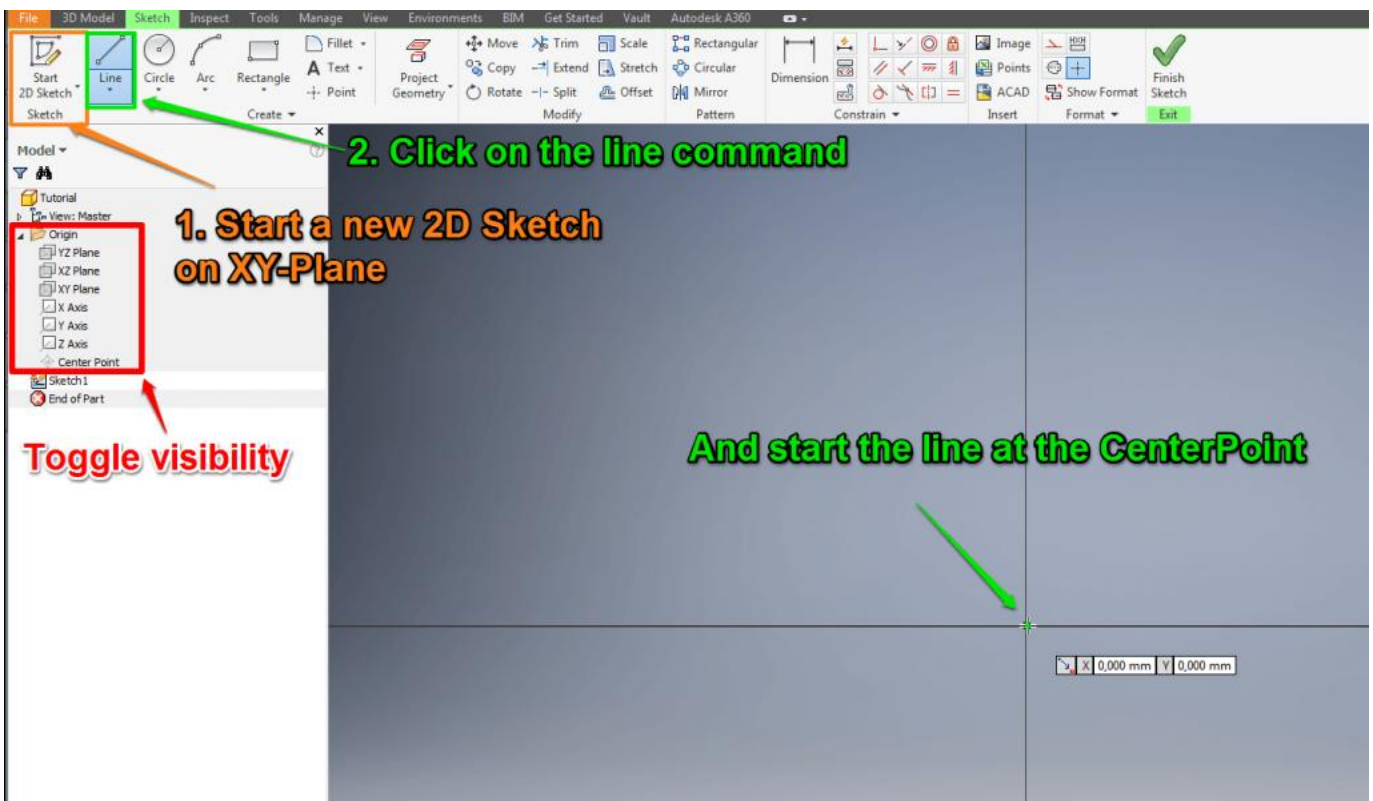 File 3D Model Sketch Inspect Tools Manage View Environments BIM Get Started Vault Autodesk A360
Start
2D Sketch
Line
Circle
Arc
Rectangle
Fillet
Text
Point
Project
Geometry
Move
Copy
Rotate
Trim
Extend
Split
Scale
Stretch
Offset
Rectangular
Circular
Mirror
Dimension
Image
Points
ACAD
Show Format
Finish
Sketch
Sketch
Create
Modify
Pattern
Constrain
Insert
Format
Exit
Model
Tutorial
View: Master
Origin
YZ Plane
XZ Plane
XY Plane
X Axis
Y Axis
Z Axis
Center Point
Sketch1
End of Part
2. Click on the line command
1. Start a new 2D Sketch
on XY-Plane
Toggle visibility
And start the line at the CenterPoint
X 0,000 mm Y 0,000 mm